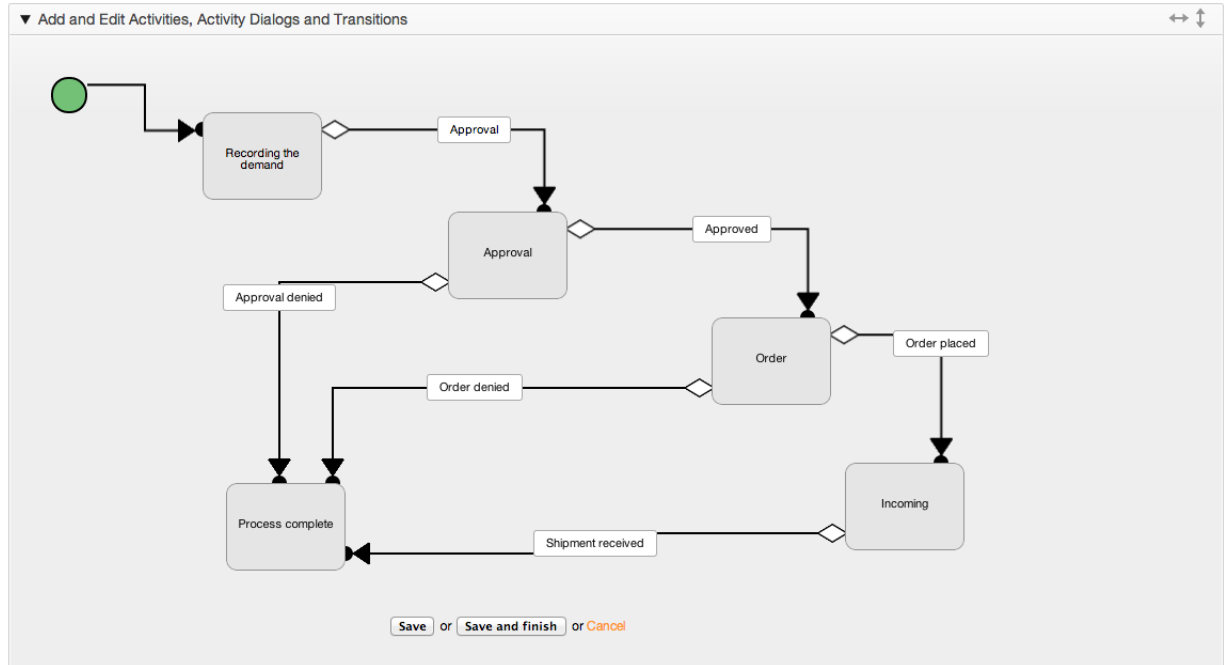 Add and Edit Activities, Activity Dialogs and Transitions
Approval
Recording the
demand
Approved
Approval
Approval denied
Order placed
Order
Order denied
Incoming
Process complete
Shipment received
Save or Save and finish or Cancel